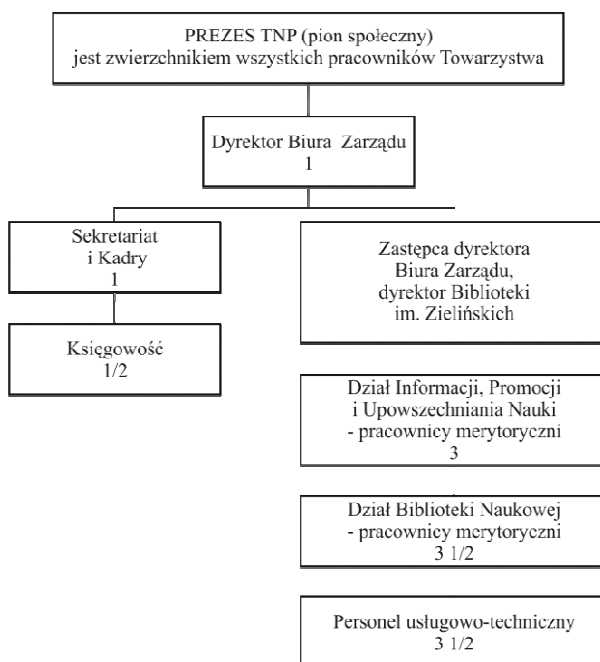 PREZES TNP (pion społeczny)
jest zwierzchnikiem wszystkich pracowników Towarzystwa
Dyrektor Biura Zarządu
1
Sekretariat
i Kadry
1
Księgowość
1/2
Zastępca dyrektora
Biura Zarządu,
dyrektor Biblioteki
im. Zielińskich
Dział Informacji, Promocji
i Upowszechniania Nauki
- pracownicy merytoryczni
3
Dział Biblioteki Naukowej
- pracownicy merytoryczni
3 1/2
Personel usługowo-techniczny
3 1/2